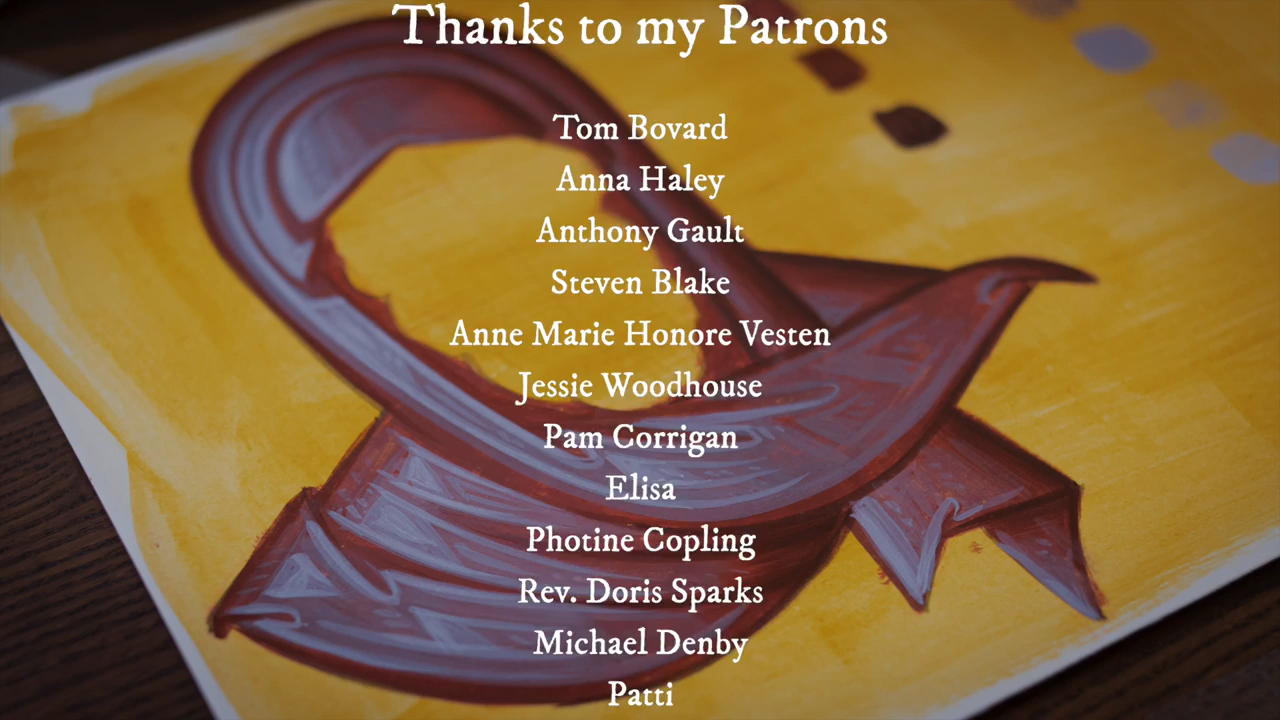 Thanks to my Patrons
Tom Bovard
Anna Haley
Anthony Gault
Steven Blake
Anne Marie Honore Vesten
Jessie Woodhouse
Pam Corrigan
Elisa
Photine Copling
Rev. Doris Sparks
Michael Denby
Patti